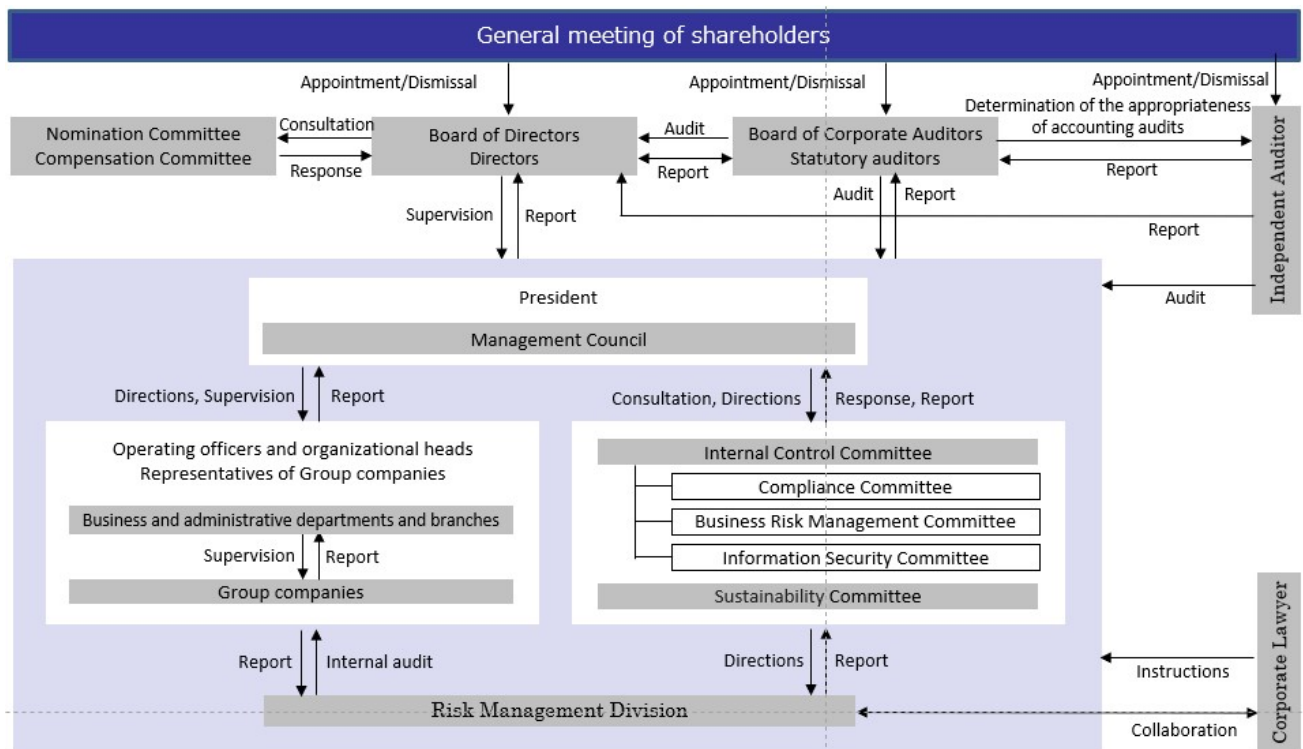 General meeting of shareholders
Appointment/Dismissal
Appointment/Dismissal
Appointment/Dismissal
Nomination Committee
Compensation Committee
Consultation
Response
Board of Directors
Directors
Audit
Report
Board of Corporate Auditors
Statutory auditors
Determination of the appropriateness
of accounting audits
Report
Independent Auditor
Supervision
Report
Audit
Report
Report
Audit
President
Management Council
Directions, Supervision
Report
Consultation, Directions
Response, Report
Operating officers and organizational heads
Representatives of Group companies
Business and administrative departments and branches
Supervision
Report
Group companies
Internal Control Committee
Compliance Committee
Business Risk Management Committee
Information Security Committee
Sustainability Committee
Report
Internal audit
Directions
Report
Instructions
Corporate Lawyer
Risk Management Division
Collaboration